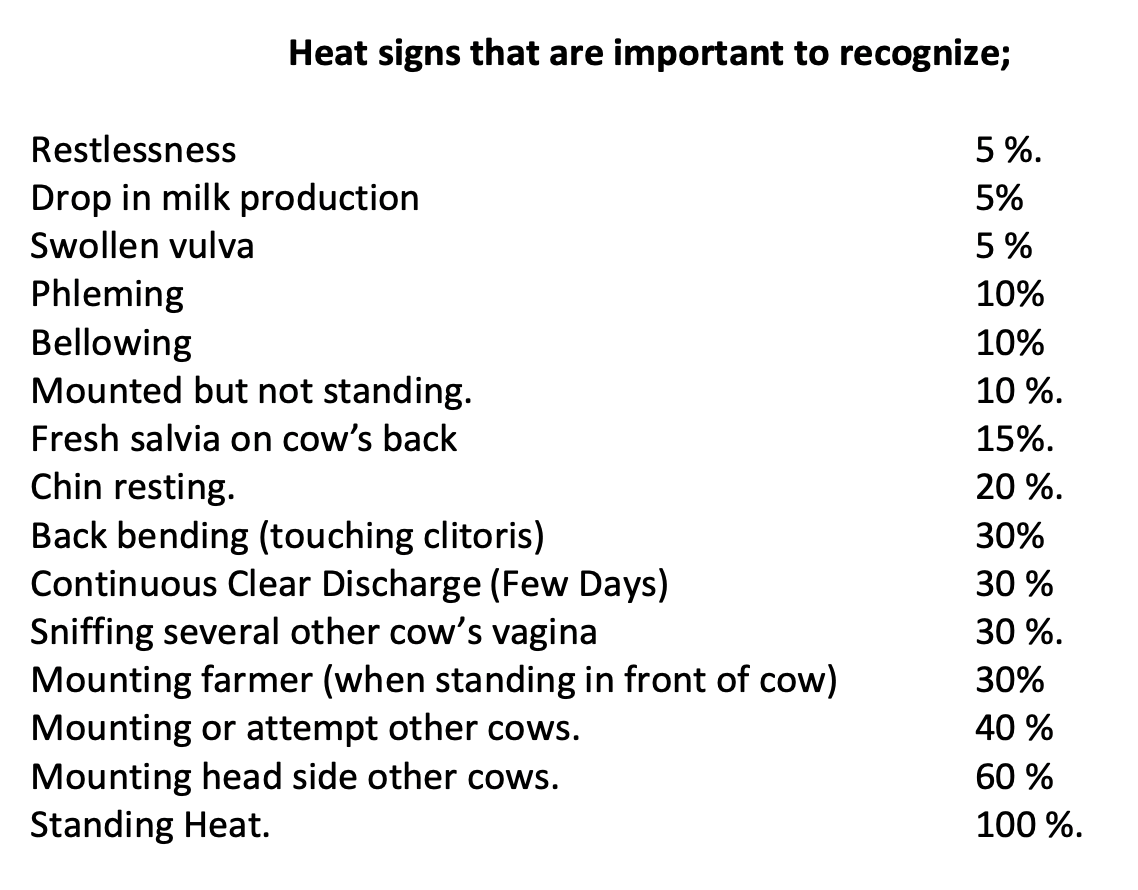 Heat signs that are important to recognize;
Restlessness 5 %.
Drop in milk production 5%
Swollen vulva 5 %
Phleming 10%
Bellowing 10%
Mounted but not standing. 10 %.
Fresh salvia on cow’s back 15%.
Chin resting. 20 %.
Back bending (touching clitoris) 30%
Continuous Clear Discharge (Few Days) 30 %
Sniffing several other cow’s vagina 30 %.
Mounting farmer (when standing in front of cow) 30%
Mounting or attempt other cows. 40 %
Mounting head side other cows. 60 %
Standing Heat. 100 %.